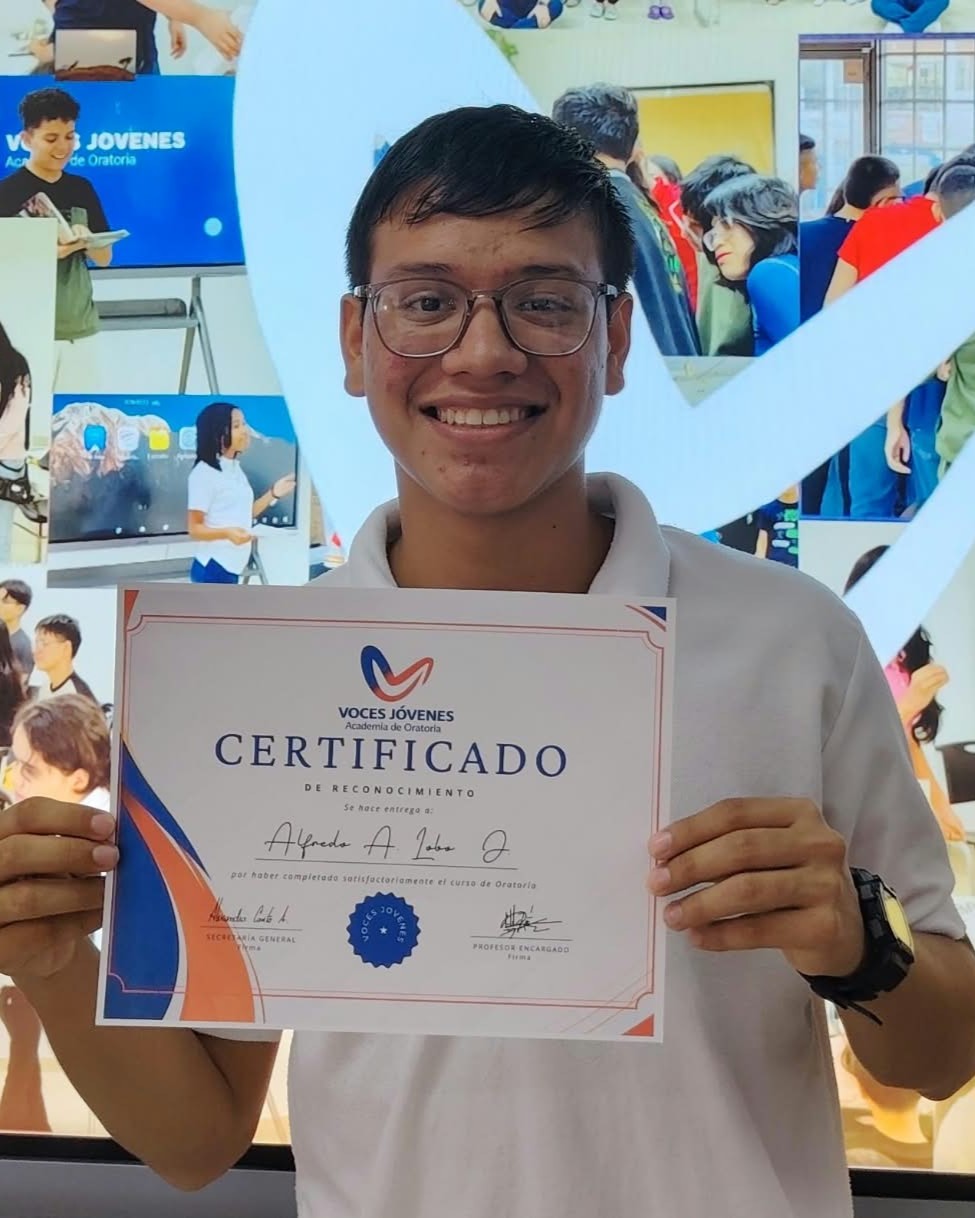 JOVENES
de Oratoria
VOCES JÓVENES
Academia de Oratoria
CERTIFICADO
DE RECONOCIMIENTO
Se hace entrega a:
Alfredo A. Lobo J.
por haber completado satisfactoriamente el curso de Oratoria
SECRETARÍA GENERAL
Firma
VOCES JOVENES
PROFESOR ENCARGADO
Firma